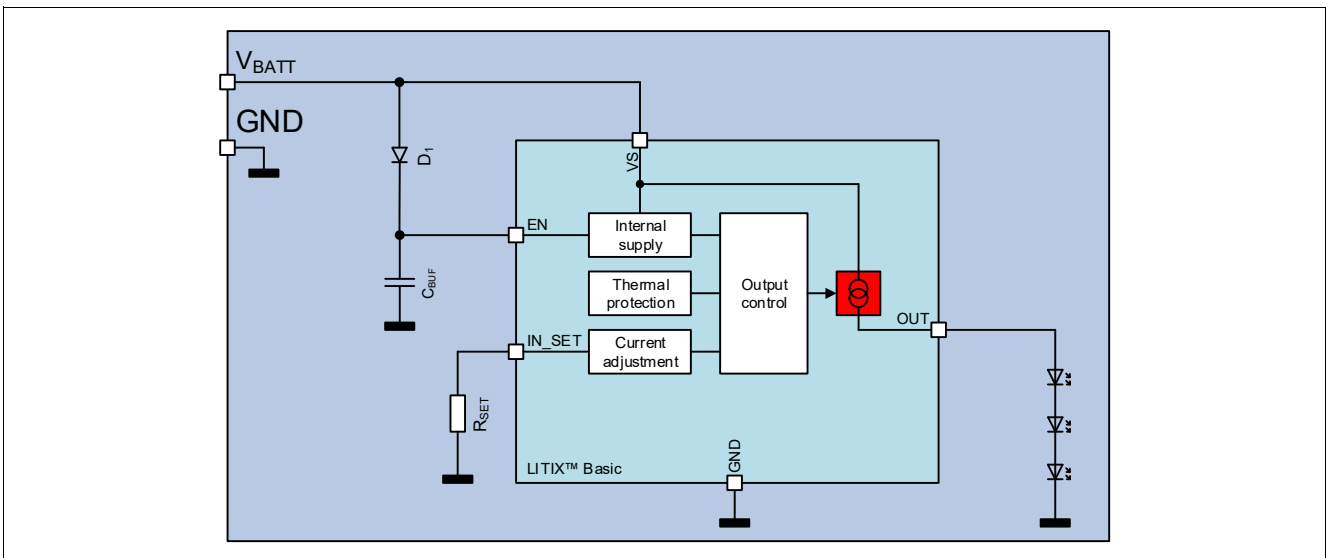 VBATT
GND
D1
VS
EN
Internal
supply
CBUF
Thermal
protection
Output
control
OUT
IN_SET
Current
adjustment
RSET
GND
LITIX™ Basic